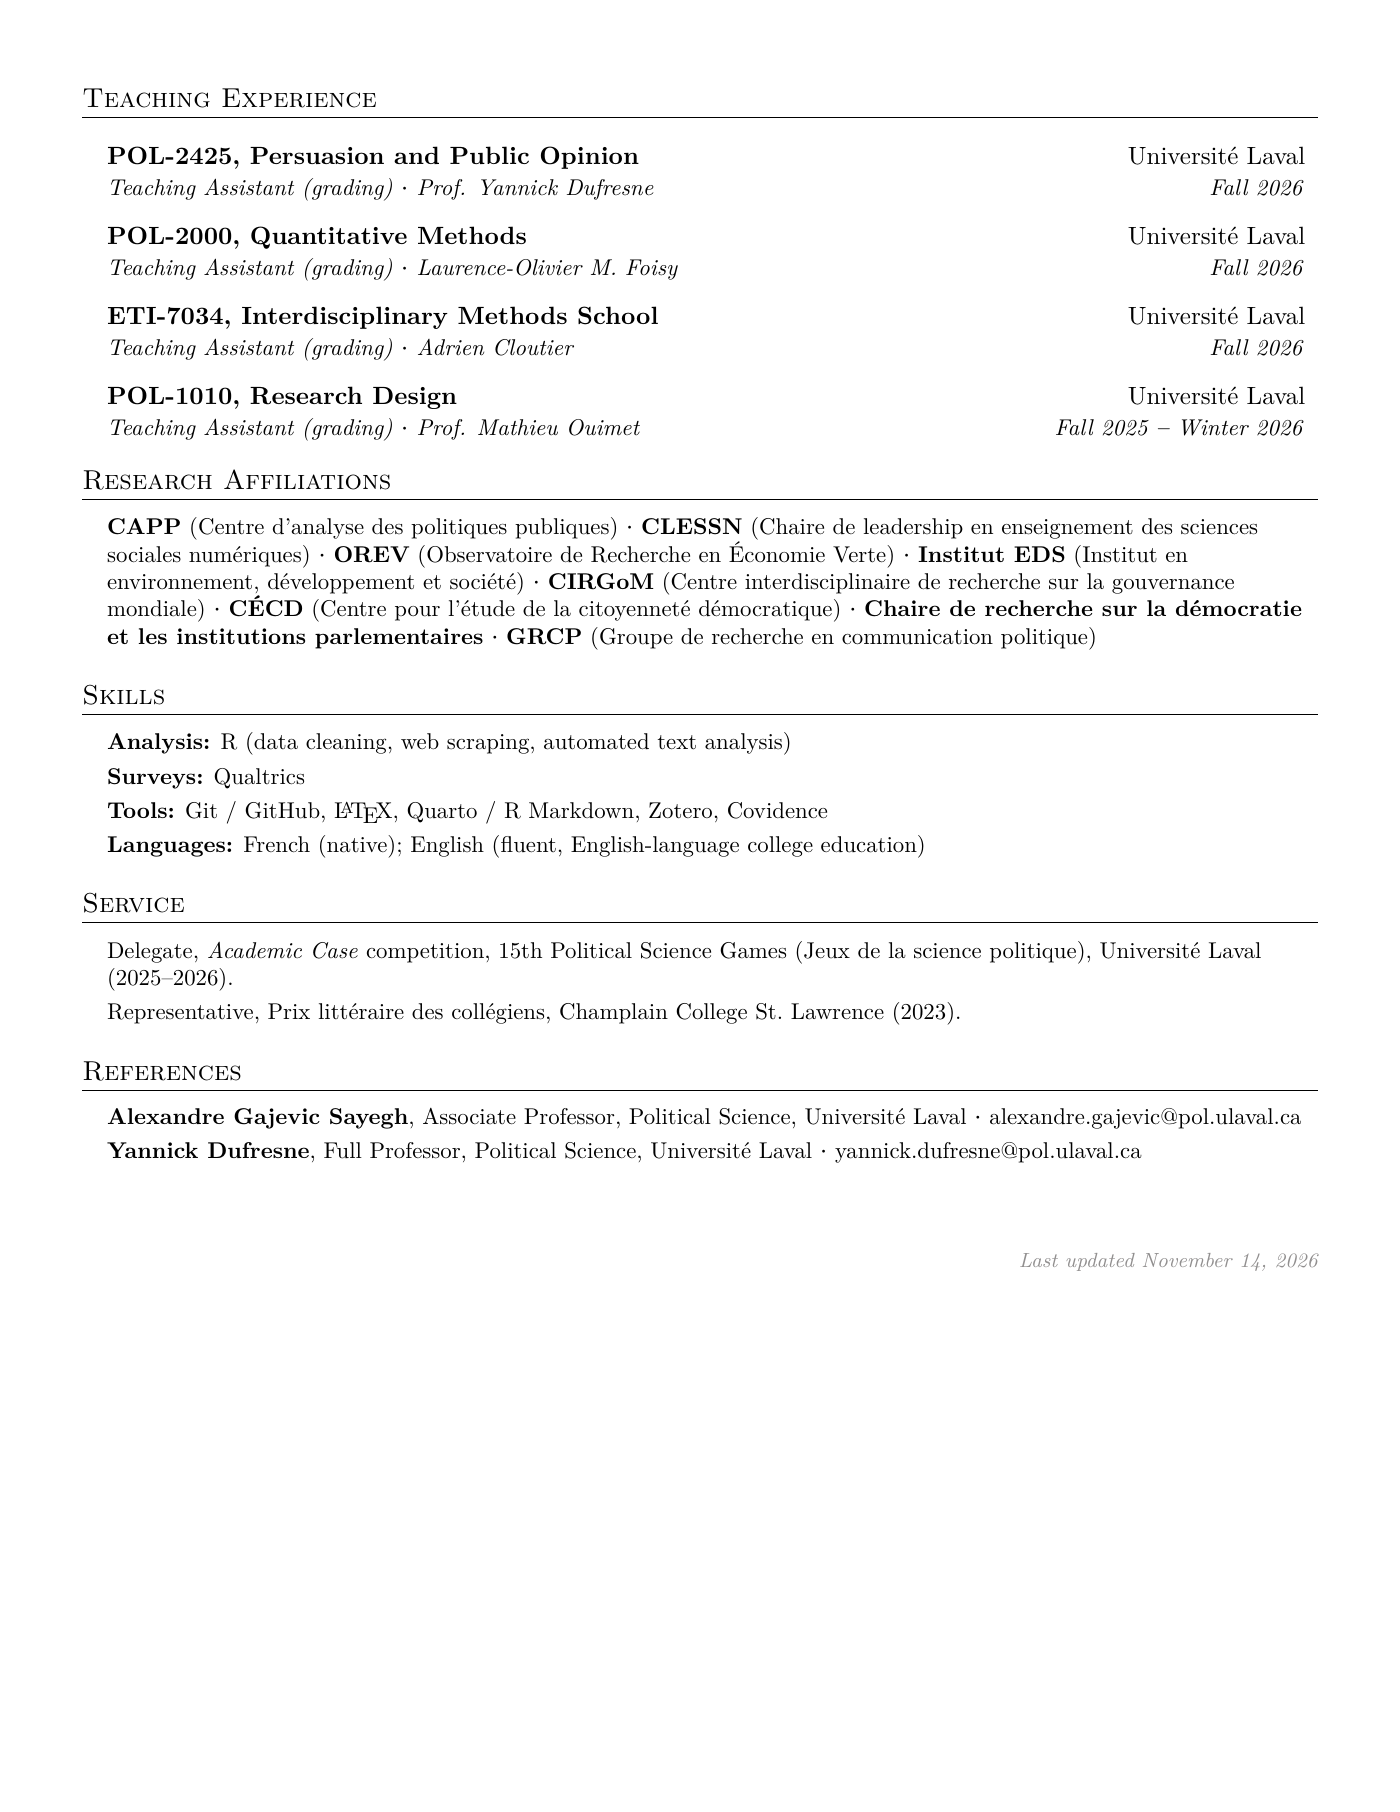 Teaching Experience
POL-2425, Persuasion and Public Opinion Université Laval
Teaching Assistant (grading) · Prof. Yannick Dufresne Fall 2026
POL-2000, Quantitative Methods Université Laval
Teaching Assistant (grading) · Laurence-Olivier M. Foisy Fall 2026
ETI-7034, Interdisciplinary Methods School Université Laval
Teaching Assistant (grading) · Adrien Cloutier Fall 2026
POL-1010, Research Design Université Laval
Teaching Assistant (grading) · Prof. Mathieu Ouimet Fall 2025 – Winter 2026
Research Affiliations
CAPP (Centre d'analyse des politiques publiques) · CLESSN (Chaire de leadership en enseignement des sciences
sociales numériques) · OREV (Observatoire de Recherche en Économie Verte) · Institut EDS (Institut en
environnement, développement et société) · CIRGoM (Centre interdisciplinaire de recherche sur la gouvernance
mondiale) · CÉCD (Centre pour l'étude de la citoyenneté démocratique) · Chaire de recherche sur la démocratie
et les institutions parlementaires · GRCP (Groupe de recherche en communication politique)
Skills
Analysis: R (data cleaning, web scraping, automated text analysis)
Surveys: Qualtrics
Tools: Git / GitHub, LATEX, Quarto / R Markdown, Zotero, Covidence
Languages: French (native); English (fluent, English-language college education)
Service
Delegate, Academic Case competition, 15th Political Science Games (Jeux de la science politique), Université Laval
(2025–2026).
Representative, Prix littéraire des collégiens, Champlain College St. Lawrence (2023).
References
Alexandre Gajevic Sayegh, Associate Professor, Political Science, Université Laval · alexandre.gajevic@pol.ulaval.ca
Yannick Dufresne, Full Professor, Political Science, Université Laval · yannick.dufresne@pol.ulaval.ca
Last updated November 14, 2026